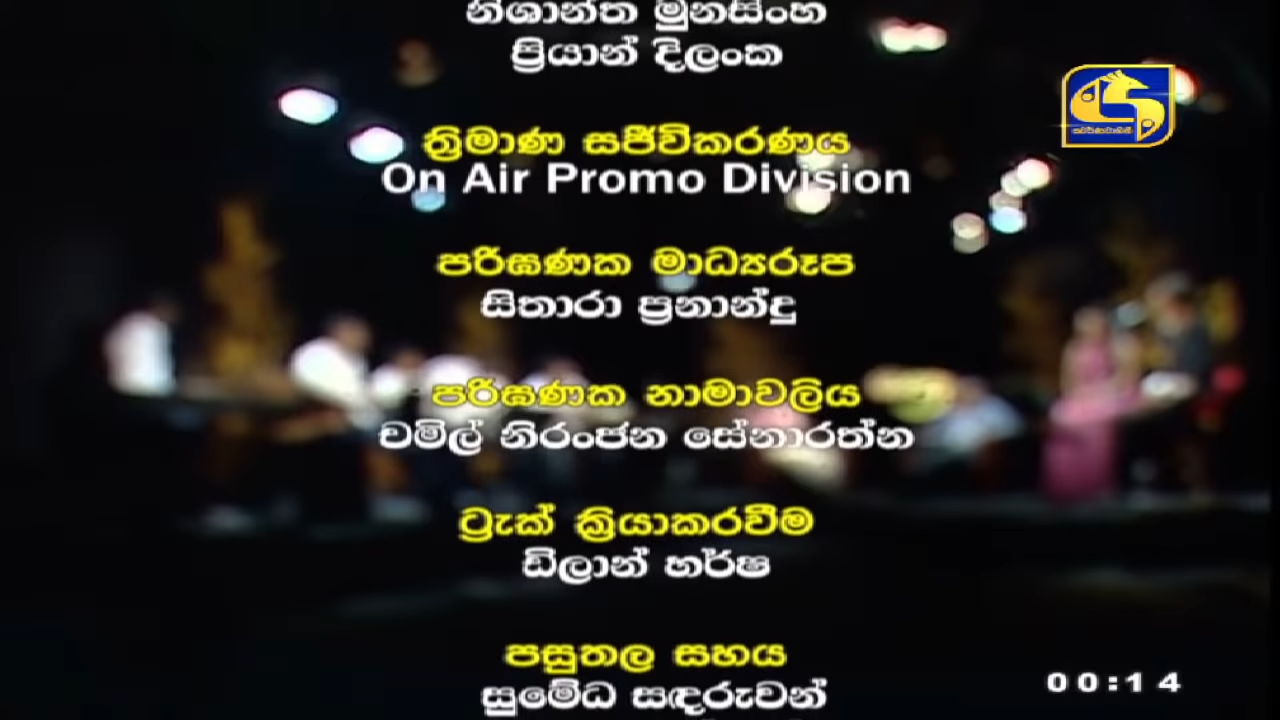 නිශාන්ත මුනසිංහ
ප්‍රියාන් දිලංක
ත්‍රිමාණ සජීවිකරණය
On Air Promo Division
පරිඝණක මාධ්‍යරූප
සිතාරා ප්‍රනාන්දු
පරිඝණක නාමාවලිය
චමිල් නිරංජන සේනාරත්න
ට්‍රැක් ක්‍රියාකරවීම
ඩිලාන් හර්ෂ
පසුතල සහය
සුමේධ සඳරුවන්
00:14